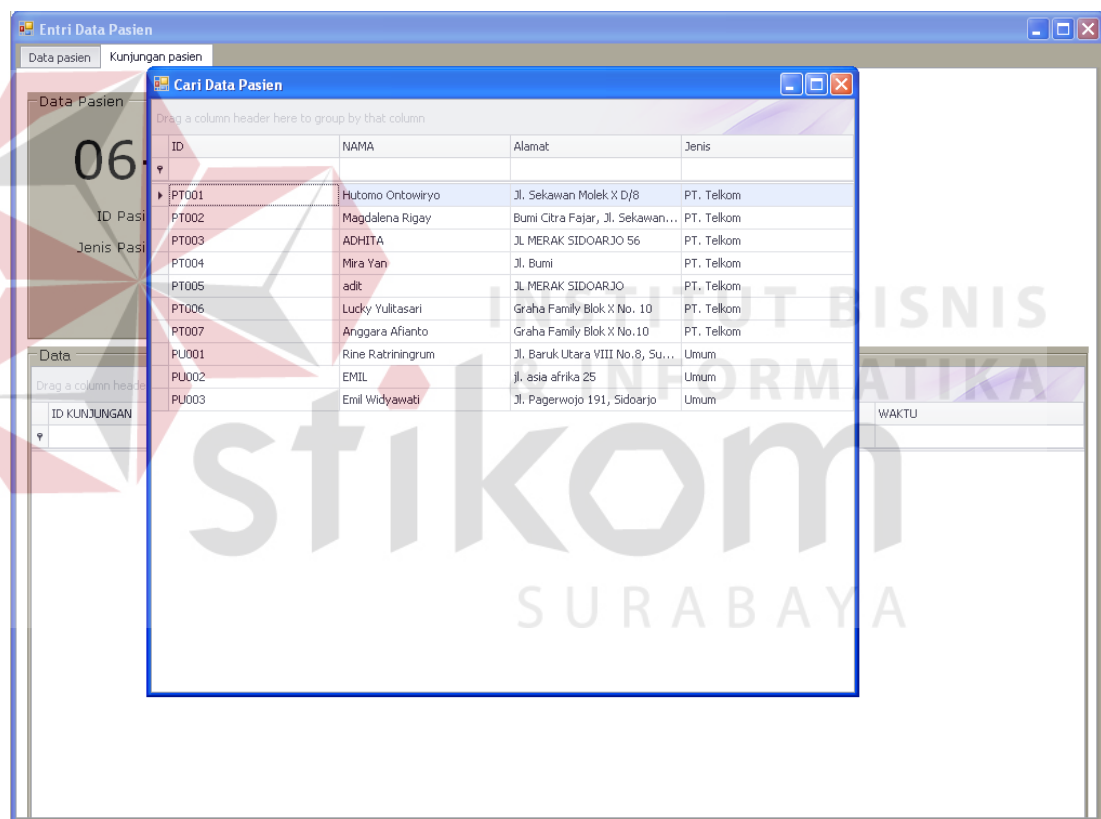 Entri Data Pasien
Data pasien Kunjungan pasien
Cari Data Pasien
Data Pasien
Drag a column header here to group by that column
06-
ID NAMA Alamat Jenis
PT001 Hutomo Ontowiryo Jl. Sekawan Molek X D/8 PT. Telkom
ID Pasi
PT002 Magdalena Rigay Bumi Citra Fajar, Jl. Sekawan... PT. Telkom
Jenis Pasi
PT003 ADHITA JL MERAK SIDOARJO 56 PT. Telkom
PT004 Mira Yan Jl. Bumi PT. Telkom
PT005 adit JL MERAK SIDOARJO PT. Telkom
PT006 Lucky Yulitasari Graha Family Blok X No. 10 PT. Telkom
PT007 Anggara Afianto Graha Family Blok X No.10 PT. Telkom
PU001 Rine Ratriningrum Jl. Baruk Utara VIII No.8, Su... Umum
PU002 EMIL jl. asia afrika 25 Umum
PU003 Emil Widyawati Jl. Pagerwojo 191, Sidoarjo Umum
Data
Drag a column heade
ID KUNJUNGAN WAKTU
INSTITUT BISNIS
& INFORMATIKA
stikom
SURABAYA